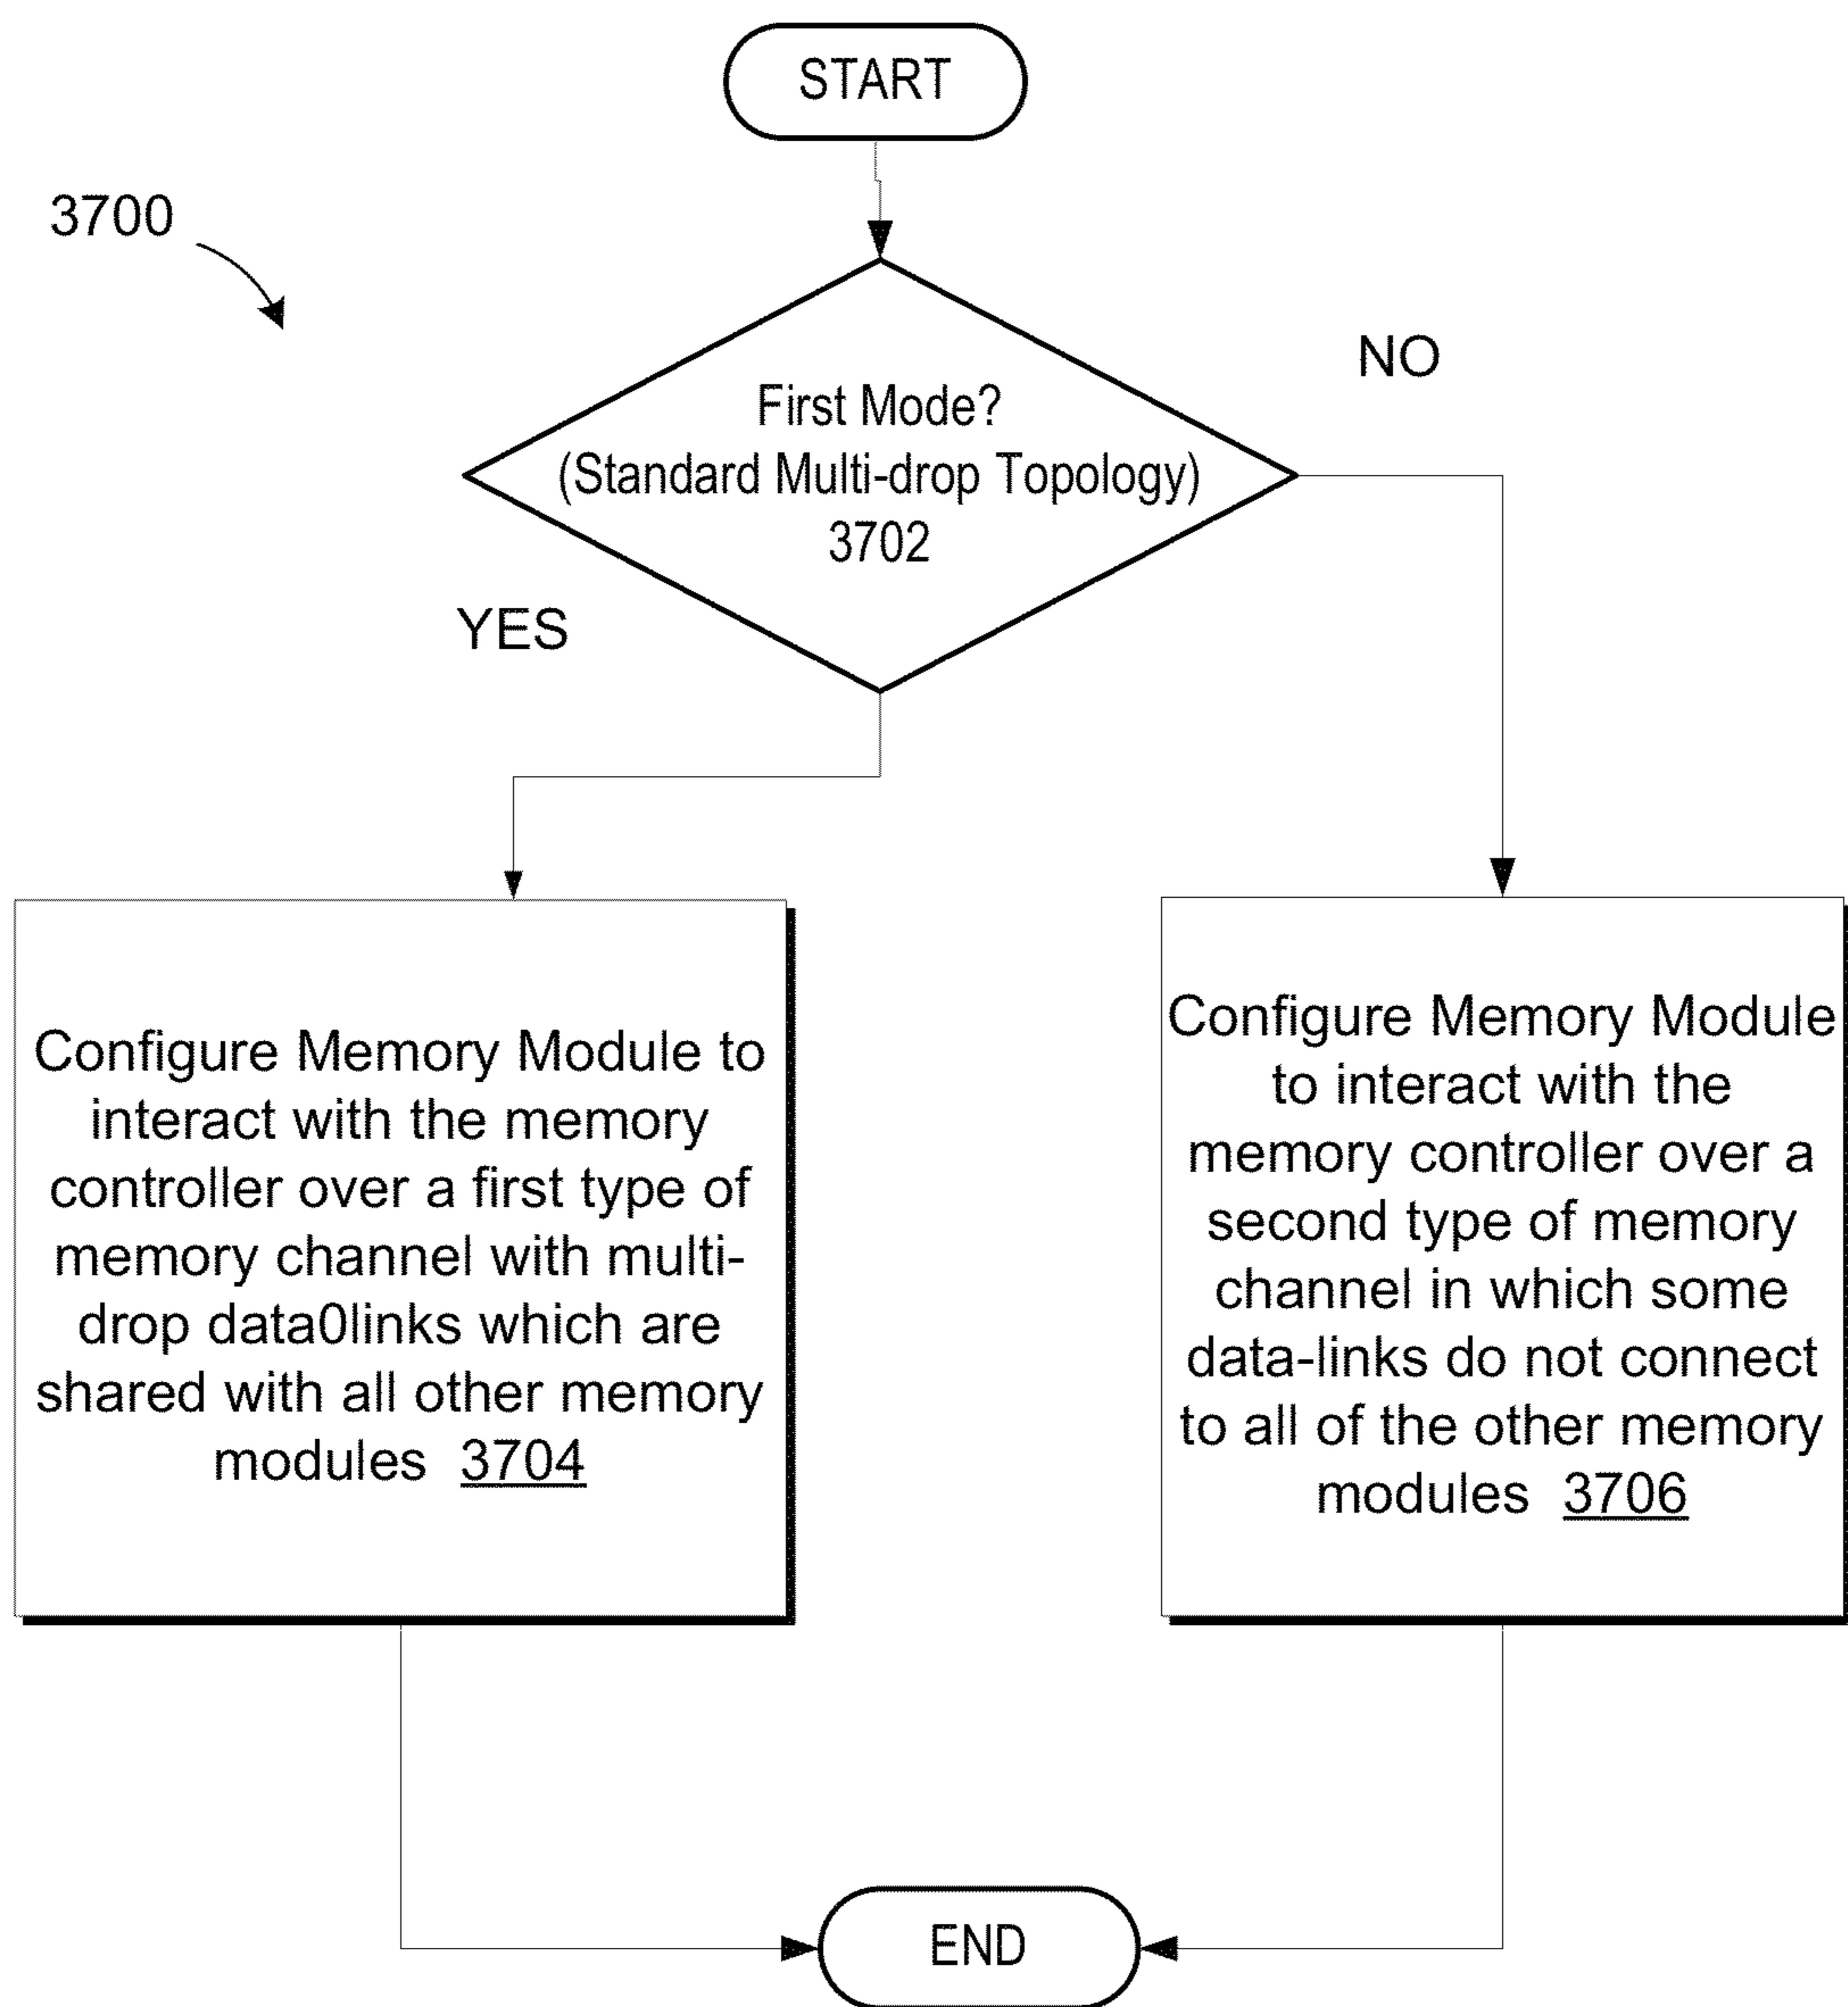 START
3700
First Mode?
(Standard Multi-drop Topology)
3702
NO
YES
Configure Memory Module to
interact with the memory
controller over a first type of
memory channel with multi-
drop data0links which are
shared with all other memory
modules 3704
Configure Memory Module
to interact with the
memory controller over a
second type of memory
channel in which some
data-links do not connect
to all of the other memory
modules 3706
END